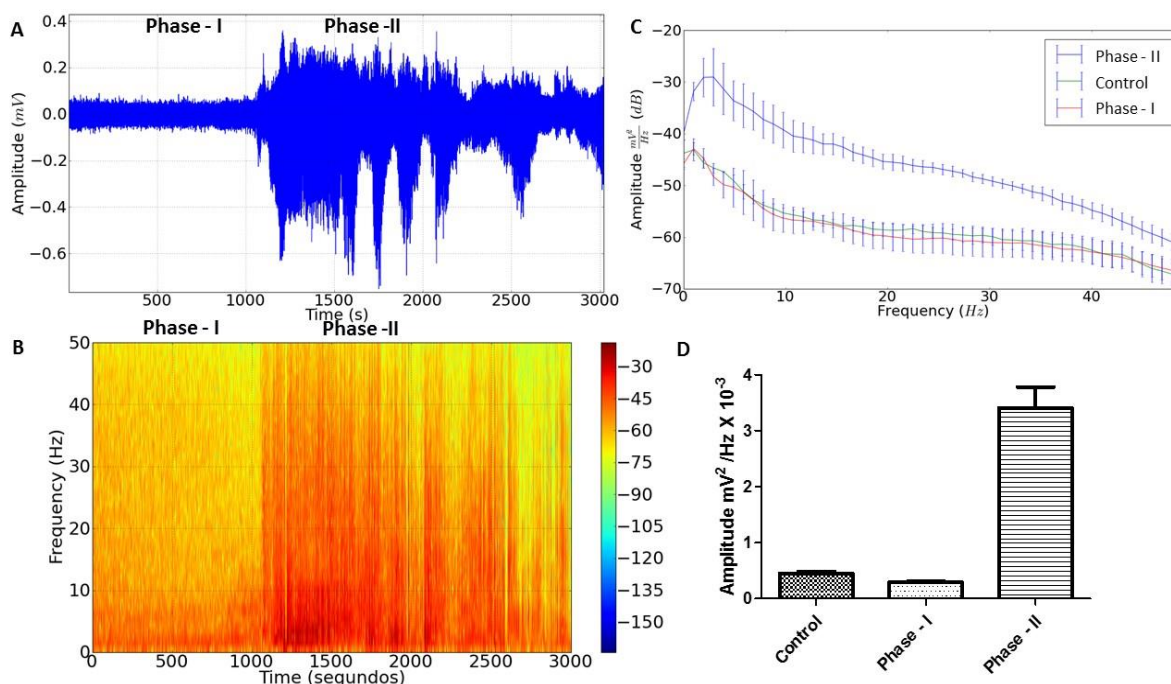 A
Phase - I
Phase -II
0.4
0.2
0.0
−0.2
−0.4
−0.6
Amplitude (mV)
500
1000
1500
2000
2500
3000
Time (s)
B
Phase - I
Phase -II
50
40
30
20
10
0
Frequency (Hz)
0
500
1000
1500
2000
2500
3000
Time (segundos)
−30
−45
−60
−75
−90
−105
−120
−135
−150
C
−20
−30
−40
−50
−60
−70
Amplitude mV²/Hz (dB)
0
10
20
30
40
Frequency (Hz)
Phase - II
Control
Phase - I
D
4
3
2
1
0
Amplitude mV² /Hz X 10⁻³
Control
Phase - I
Phase - II